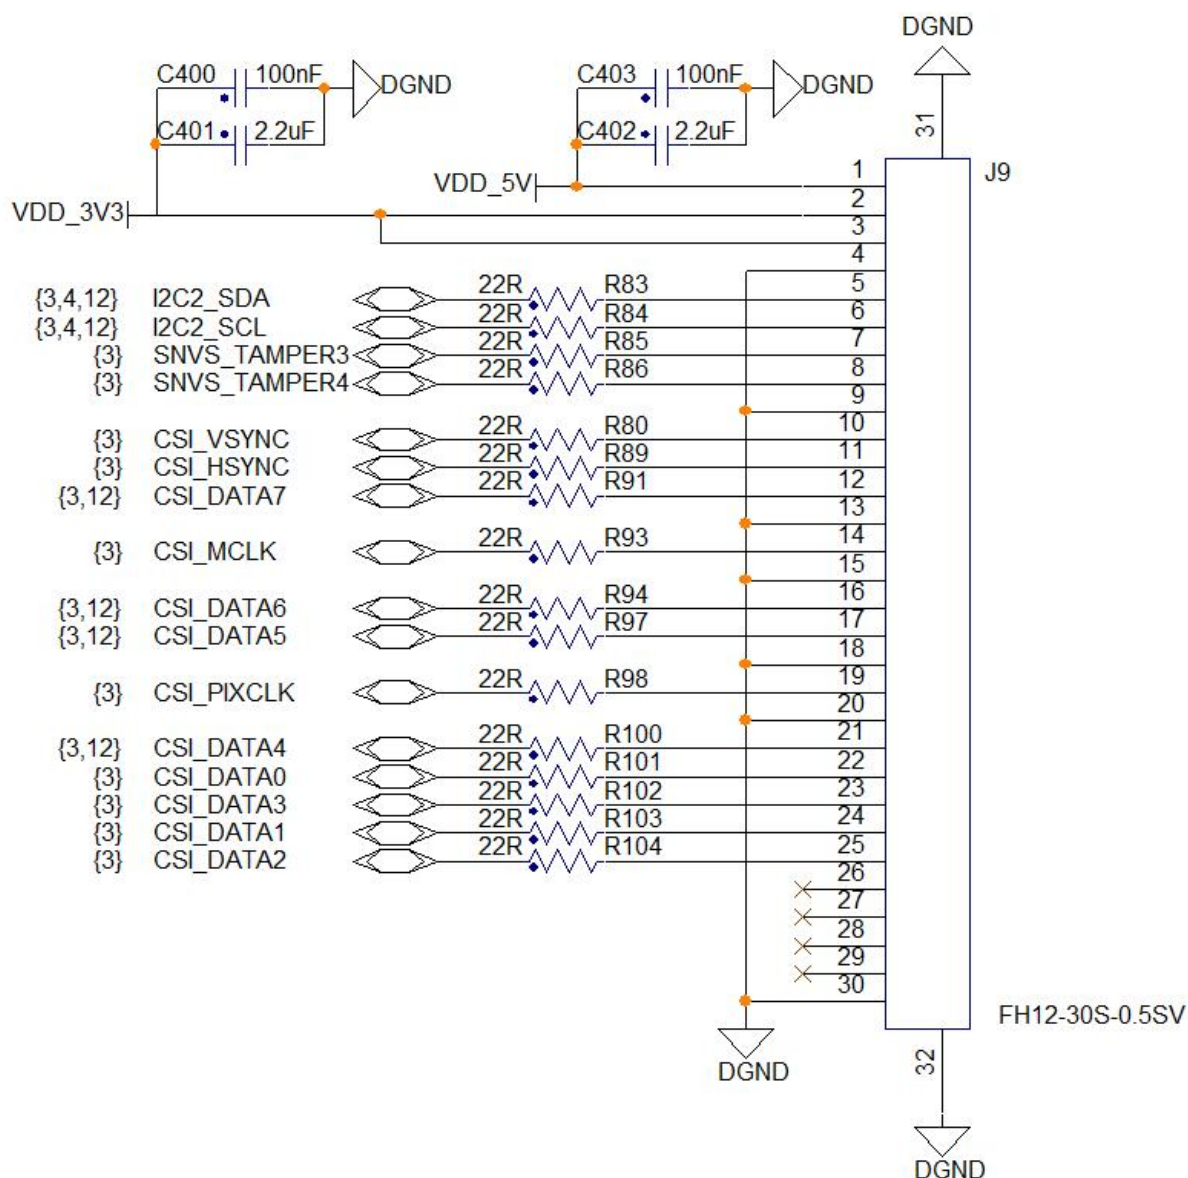 DGND
C400 100nF DGND C403 100nF DGND
C401 2.2uF C402 2.2uF
31
J9
VDD_5V 1
VDD_3V3 2
3
4
{3,4,12} I2C2_SDA 22R R83 5
{3,4,12} I2C2_SCL 22R R84 6
{3} SNVS_TAMPER3 22R R85 7
{3} SNVS_TAMPER4 22R R86 8
9
{3} CSI_VSYNC 22R R80 10
{3} CSI_HSYNC 22R R89 11
{3,12} CSI_DATA7 22R R91 12
13
{3} CSI_MCLK 22R R93 14
15
{3,12} CSI_DATA6 22R R94 16
{3,12} CSI_DATA5 22R R97 17
18
{3} CSI_PIXCLK 22R R98 19
20
{3,12} CSI_DATA4 22R R100 21
{3} CSI_DATA0 22R R101 22
{3} CSI_DATA3 22R R102 23
{3} CSI_DATA1 22R R103 24
{3} CSI_DATA2 22R R104 25
26
27
28
29
30
FH12-30S-0.5SV
DGND
32
DGND